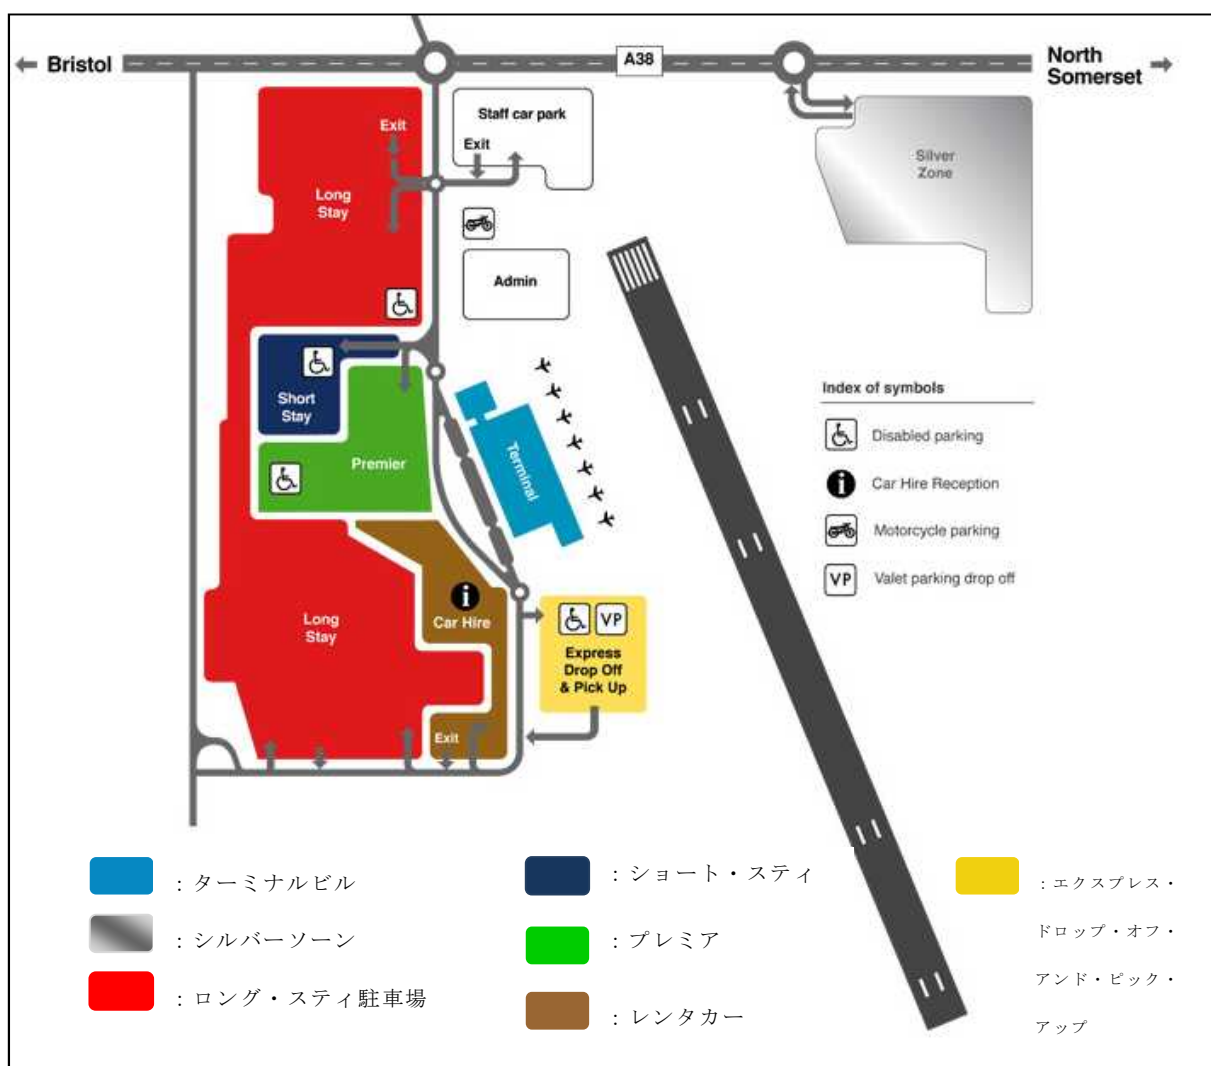 Bristol
A38
North
Somerset
Staff car park
Exit
Exit
Long
Stay
Silver
Zone
Admin
Short
Stay
Premier
Terminal
Index of symbols
Disabled parking
i
Car Hire Reception
Motorcycle parking
VP
Valet parking drop off
Long
Stay
i
Car Hire
VP
Express
Drop Off
& Pick Up
Exit
：ターミナルビル
：シルバーソーン
：ロング・スティ駐車場
：ショート・スティ
：プレミア
：レンタカー
：エクスプレス・
ドロップ・オフ・
アンド・ピック・
アップ